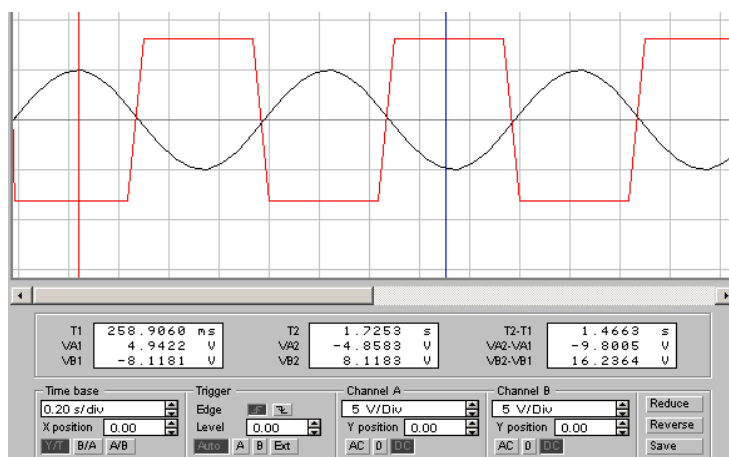 T1 258.9060 ms T2 1.7253 s T2-T1 1.4663 s
VA1 4.9422 V VA2 -4.8583 V VA2-VA1 -9.8005 V
VB1 -8.1181 V VB2 8.1183 V VB2-VB1 16.2364 V
Time base Trigger Channel A Channel B
0.20 s/div Edge 5 V/Div 5 V/Div Reduce
X position 0.00 Level 0.00 Y position 0.00 Y position 0.00 Reverse
Y/T B/A A/B Auto A B Ext AC 0 DC AC 0 DC Save